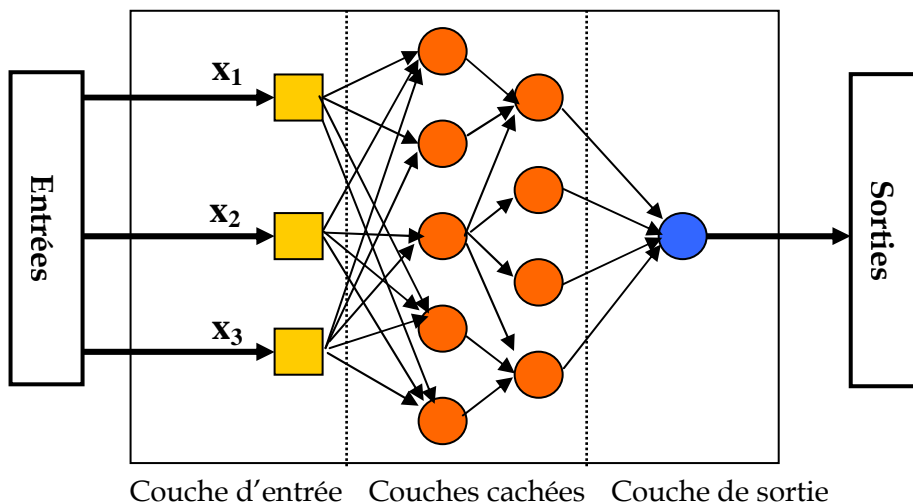 Entrées
x1
x2
x3
Sorties
Couche d'entrée
Couches cachées
Couche de sortie